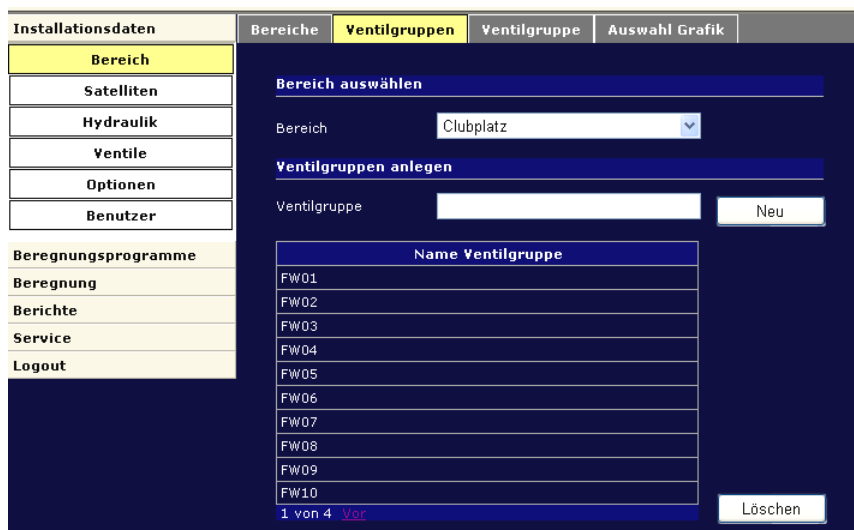 Installationsdaten
Bereich
Satelliten
Hydraulik
Ventile
Optionen
Benutzer
Beregnungsprogramme
Beregnung
Berichte
Service
Logout
Bereiche Ventilgruppen Ventilgruppe Auswahl Grafik
Bereich auswählen
Bereich Clubplatz
Ventilgruppen anlegen
Ventilgruppe Neu
Name Ventilgruppe
FW01
FW02
FW03
FW04
FW05
FW06
FW07
FW08
FW09
FW10
1 von 4 Vor
Löschen